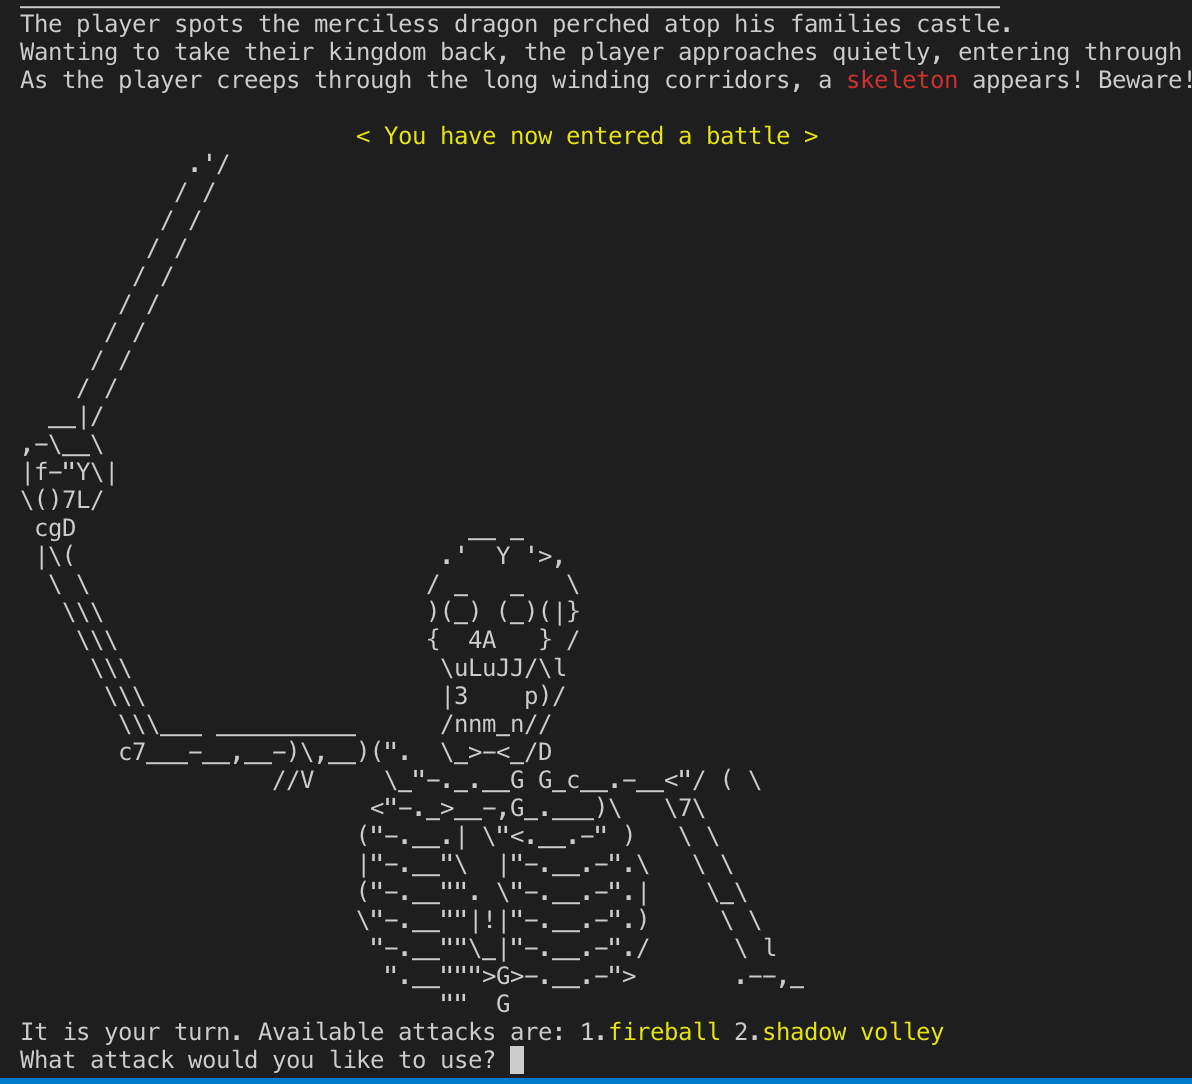 The player spots the merciless dragon perched atop his families castle.
Wanting to take their kingdom back, the player approaches quietly, entering through
As the player creeps through the long winding corridors, a skeleton appears! Beware!
< You have now entered a battle >
It is your turn. Available attacks are: 1.fireball 2.shadow volley
What attack would you like to use?